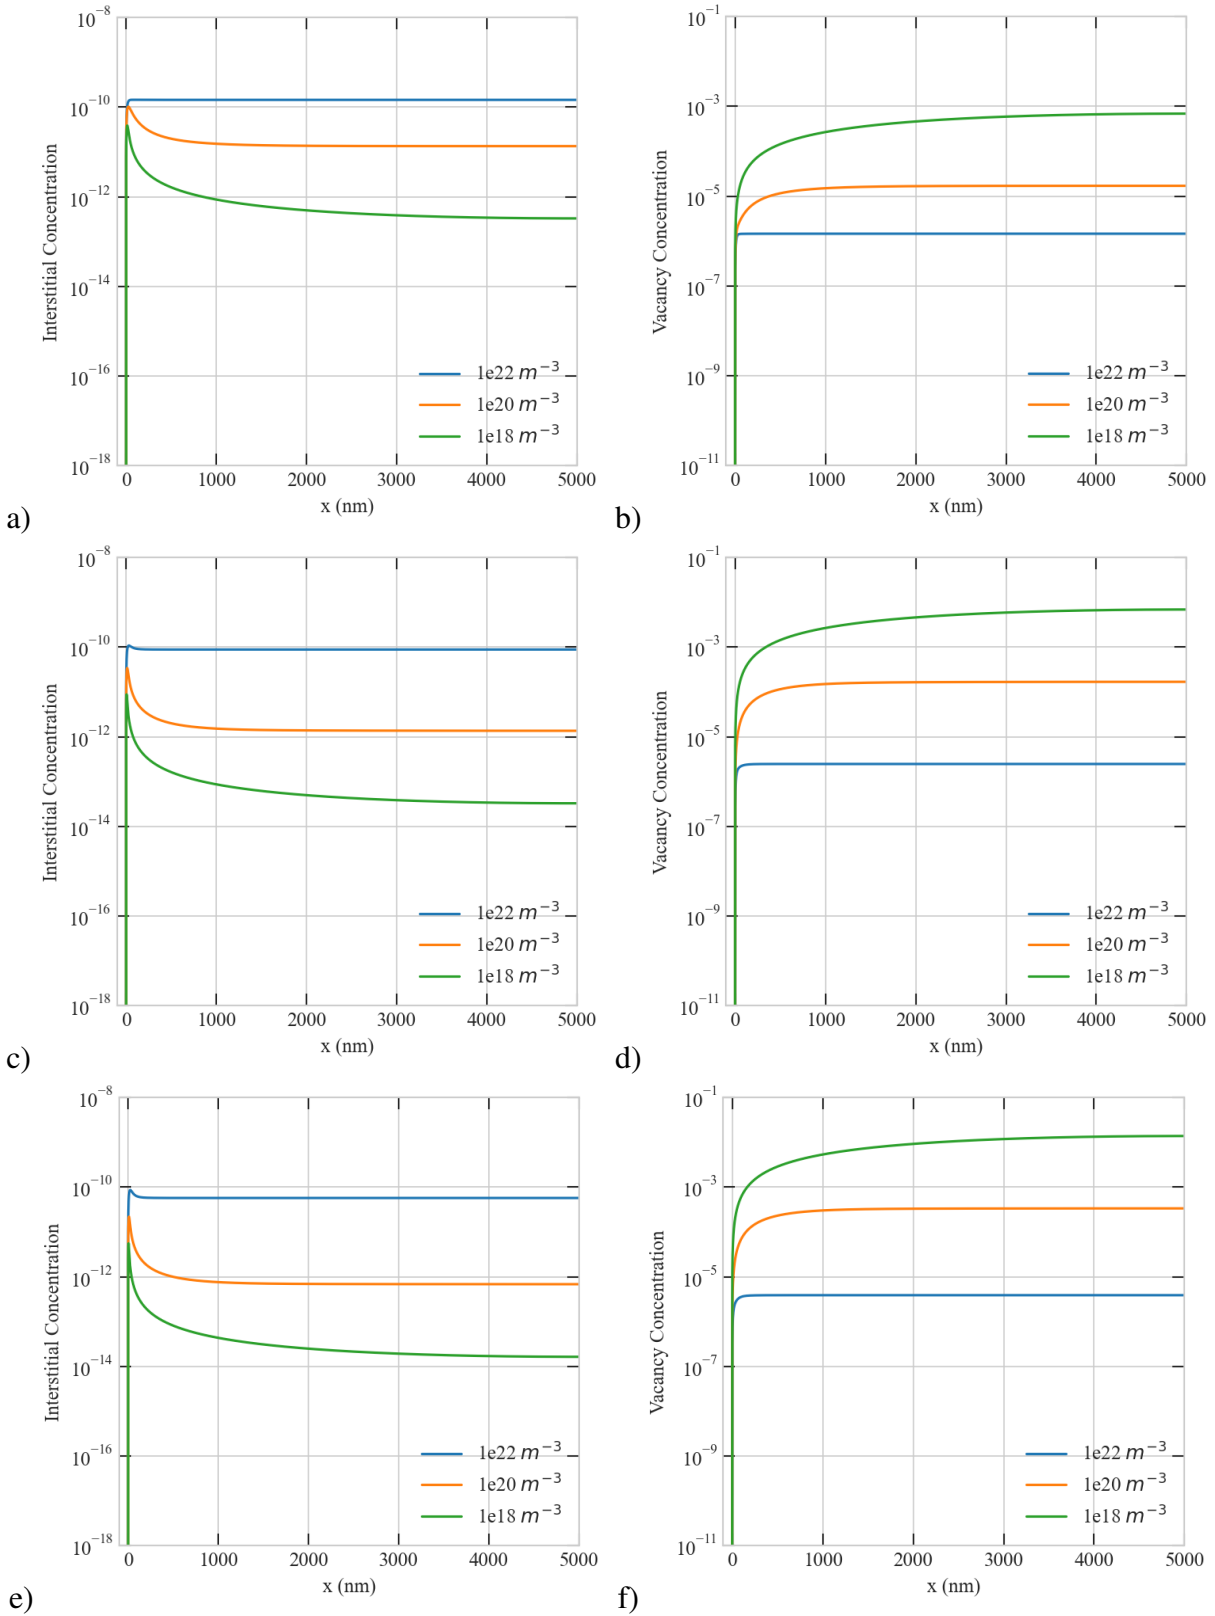 10⁻⁸
10⁻¹⁰
10⁻¹²
10⁻¹⁴
10⁻¹⁶
10⁻¹⁸
Interstitial Concentration
1e22 m⁻³
1e20 m⁻³
1e18 m⁻³
0 1000 2000 3000 4000 5000
x (nm)
a)
10⁻¹
10⁻³
10⁻⁵
10⁻⁷
10⁻⁹
10⁻¹¹
Vacancy Concentration
1e22 m⁻³
1e20 m⁻³
1e18 m⁻³
0 1000 2000 3000 4000 5000
x (nm)
b)
10⁻⁸
10⁻¹⁰
10⁻¹²
10⁻¹⁴
10⁻¹⁶
10⁻¹⁸
Interstitial Concentration
1e22 m⁻³
1e20 m⁻³
1e18 m⁻³
0 1000 2000 3000 4000 5000
x (nm)
c)
10⁻¹
10⁻³
10⁻⁵
10⁻⁷
10⁻⁹
10⁻¹¹
Vacancy Concentration
1e22 m⁻³
1e20 m⁻³
1e18 m⁻³
0 1000 2000 3000 4000 5000
x (nm)
d)
10⁻⁸
10⁻¹⁰
10⁻¹²
10⁻¹⁴
10⁻¹⁶
10⁻¹⁸
Interstitial Concentration
1e22 m⁻³
1e20 m⁻³
1e18 m⁻³
0 1000 2000 3000 4000 5000
x (nm)
e)
10⁻¹
10⁻³
10⁻⁵
10⁻⁷
10⁻⁹
10⁻¹¹
Vacancy Concentration
1e22 m⁻³
1e20 m⁻³
1e18 m⁻³
0 1000 2000 3000 4000 5000
x (nm)
f)